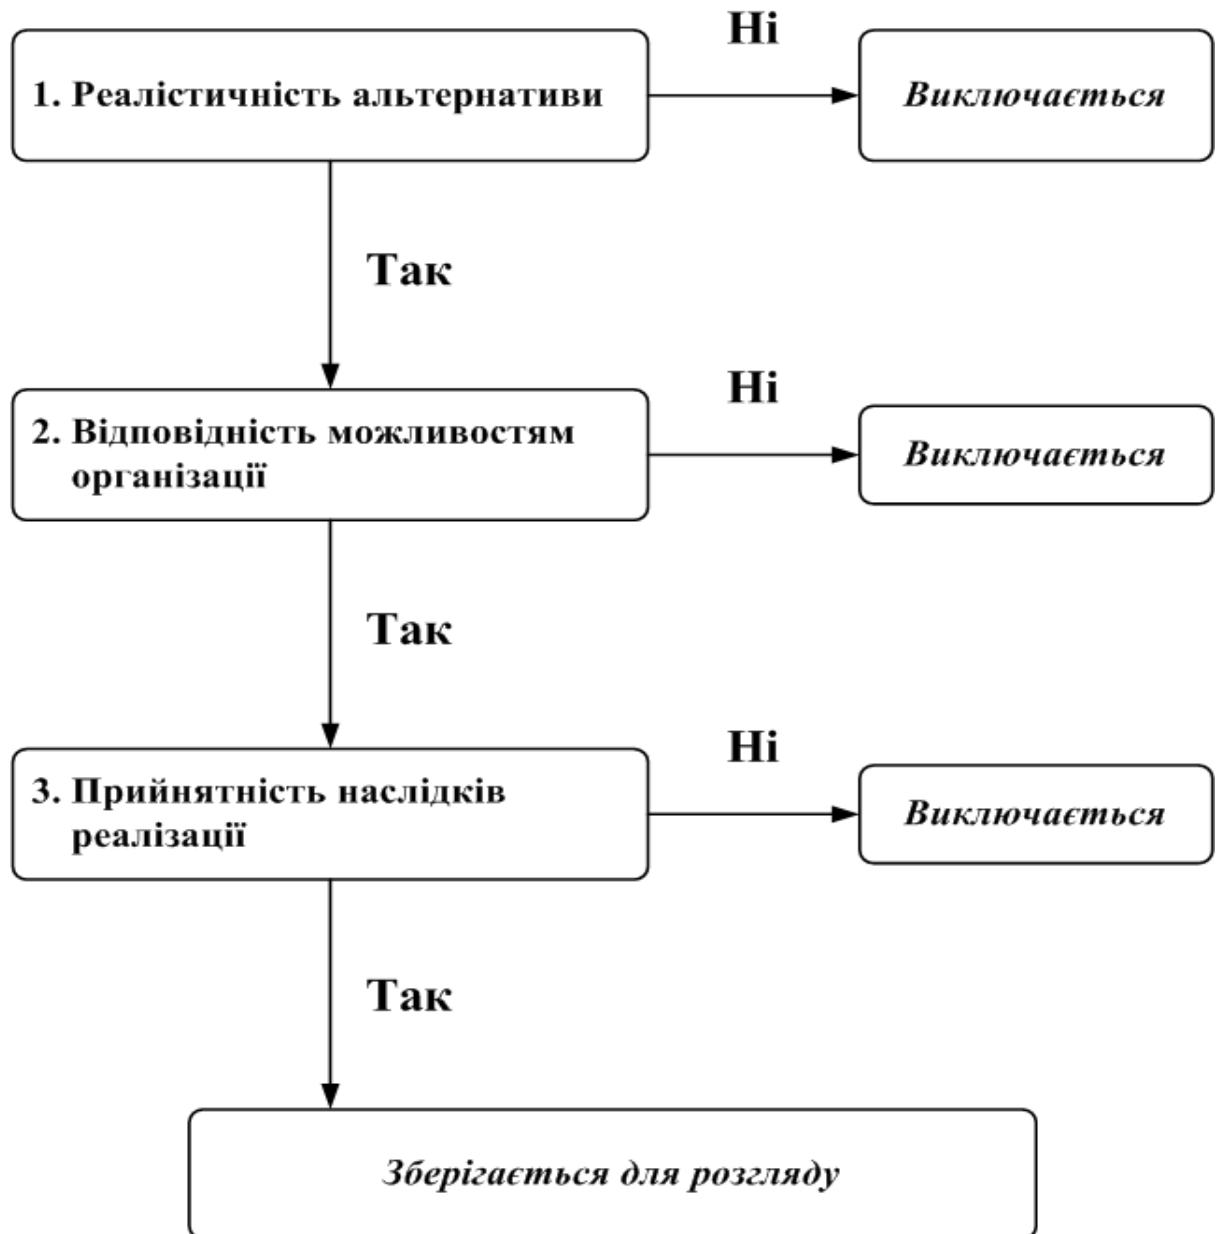 Ні
1. Реалістичність альтернативи
Виключається
Так
Ні
2. Відповідність можливостям
організації
Виключається
Так
Ні
3. Прийнятність наслідків
реалізації
Виключається
Так
Зберігається для розгляду